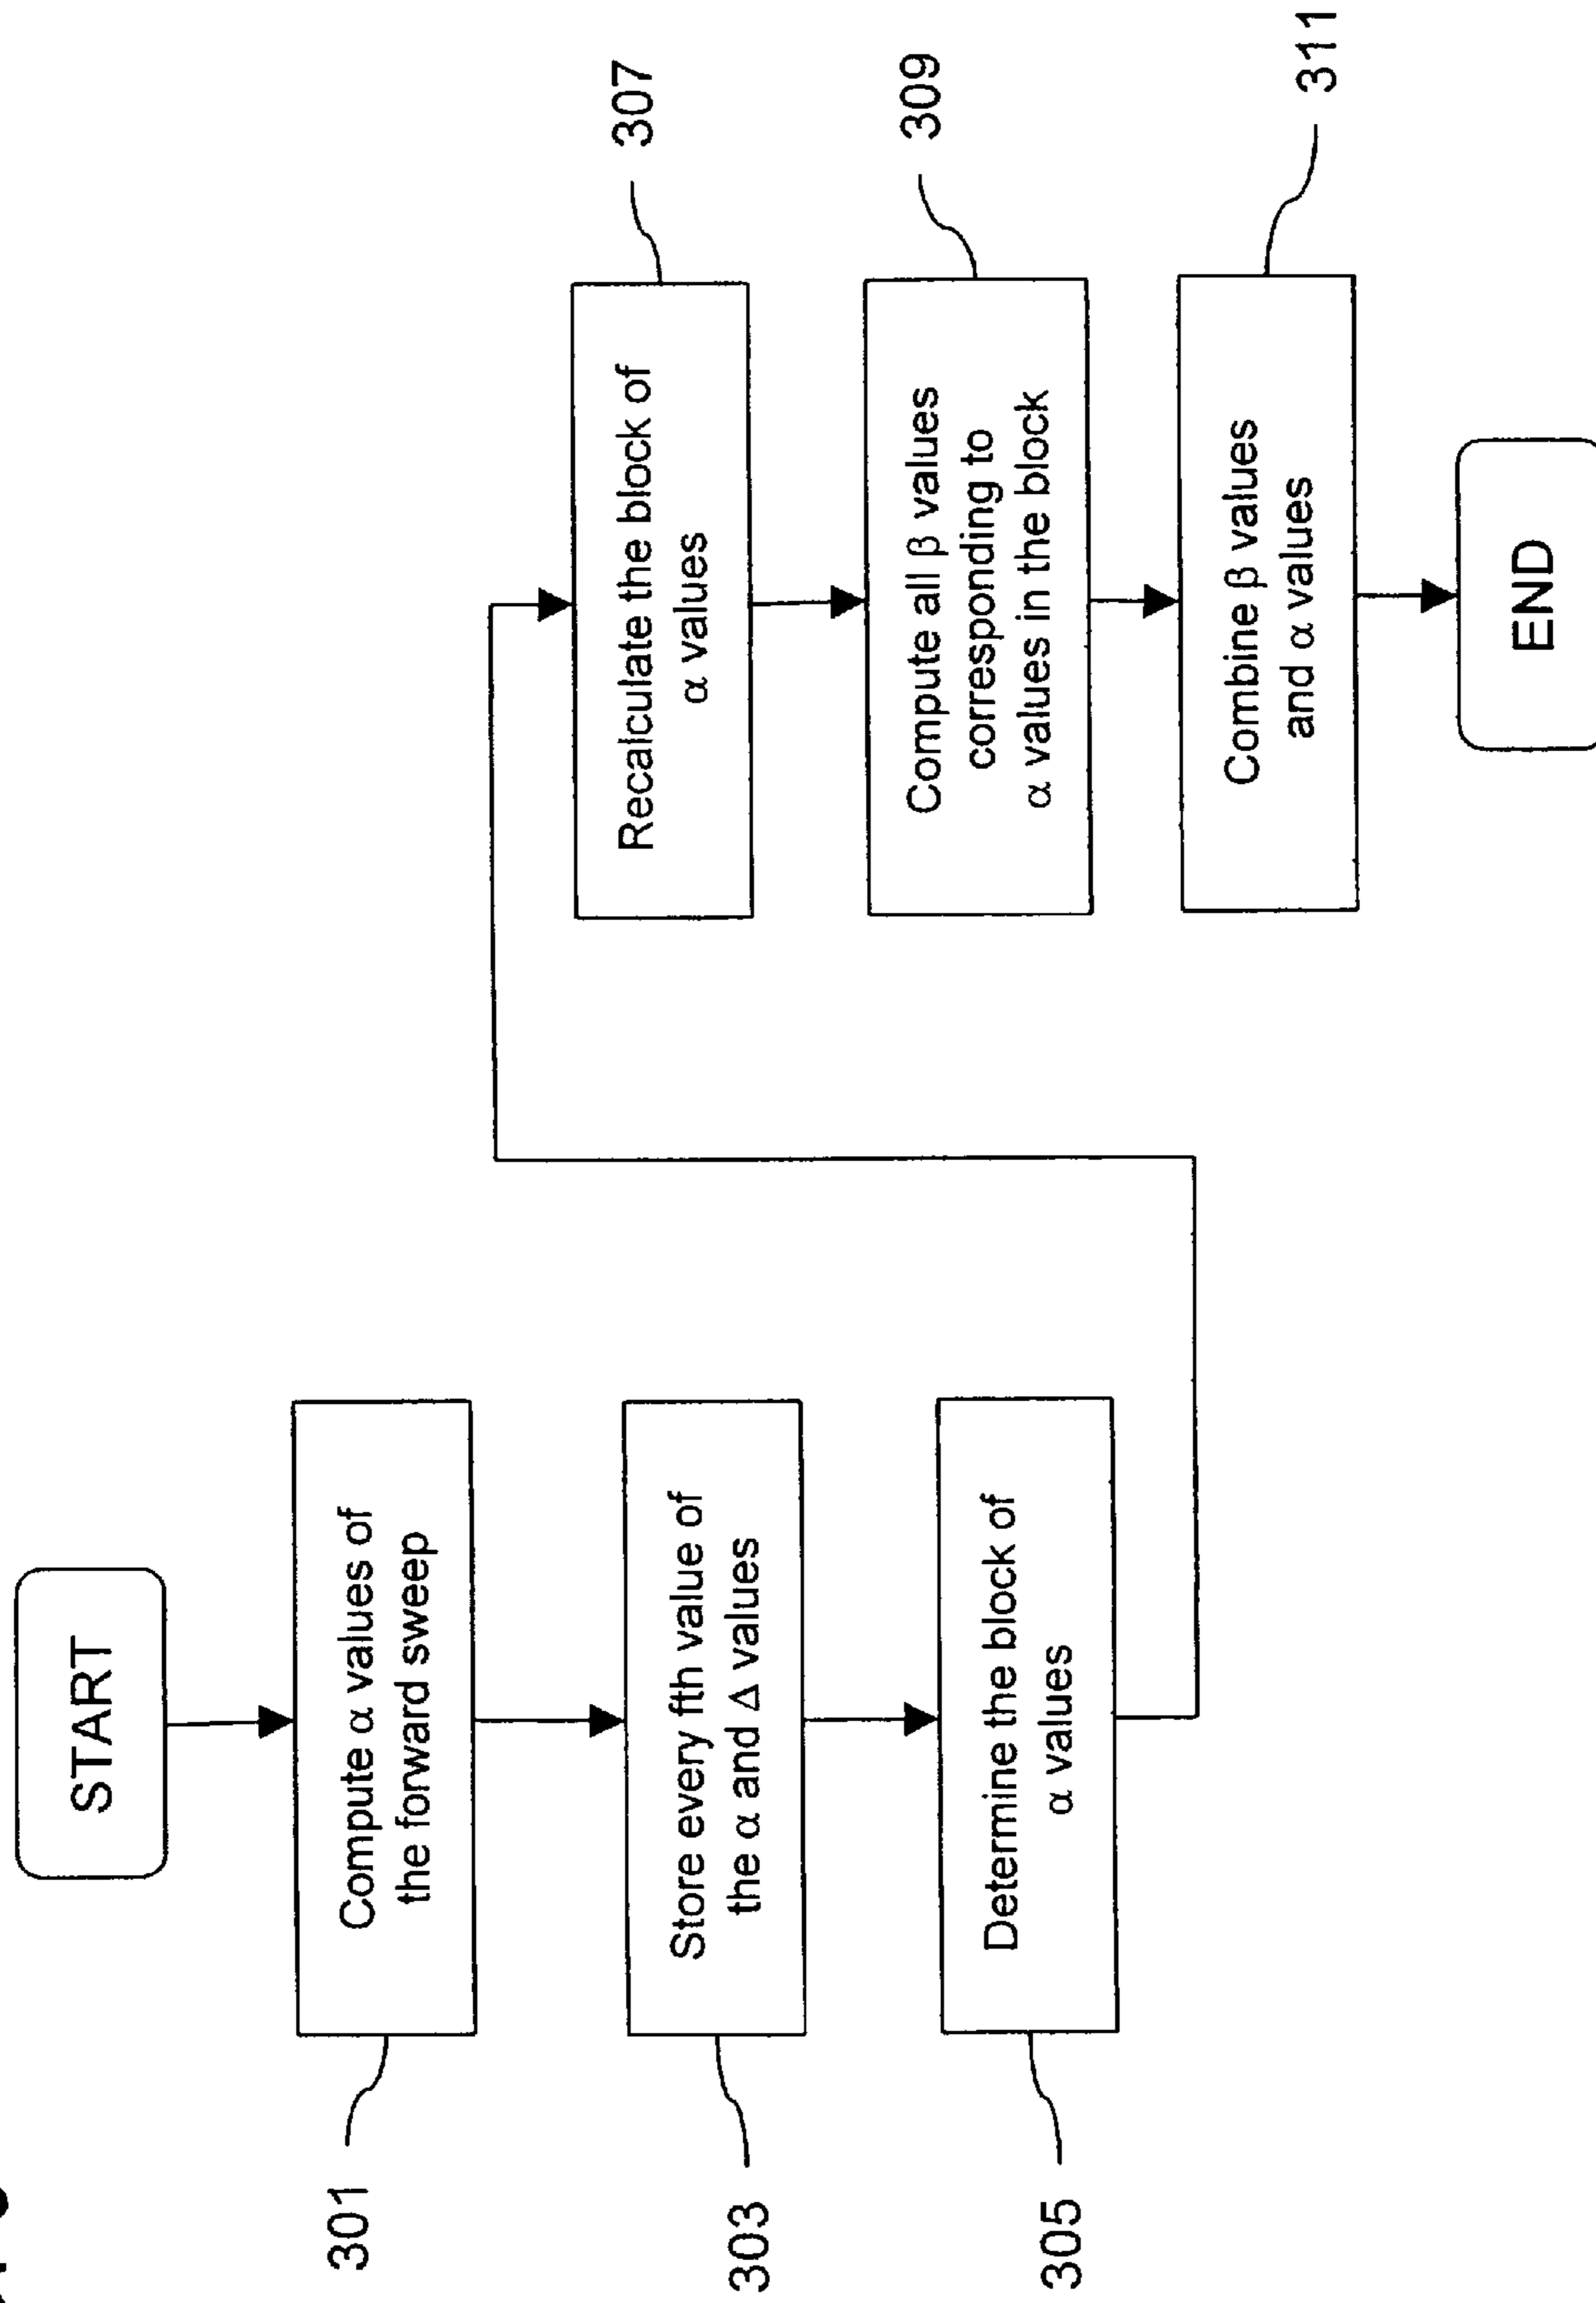 START
301
Compute α values of
the forward sweep
303
Store every fth value of
the α and Δ values
305
Determine the block of
α values
307
Recalculate the block of
α values
309
Compute all β values
corresponding to
α values in the block
311
Combine β values
and α values
END